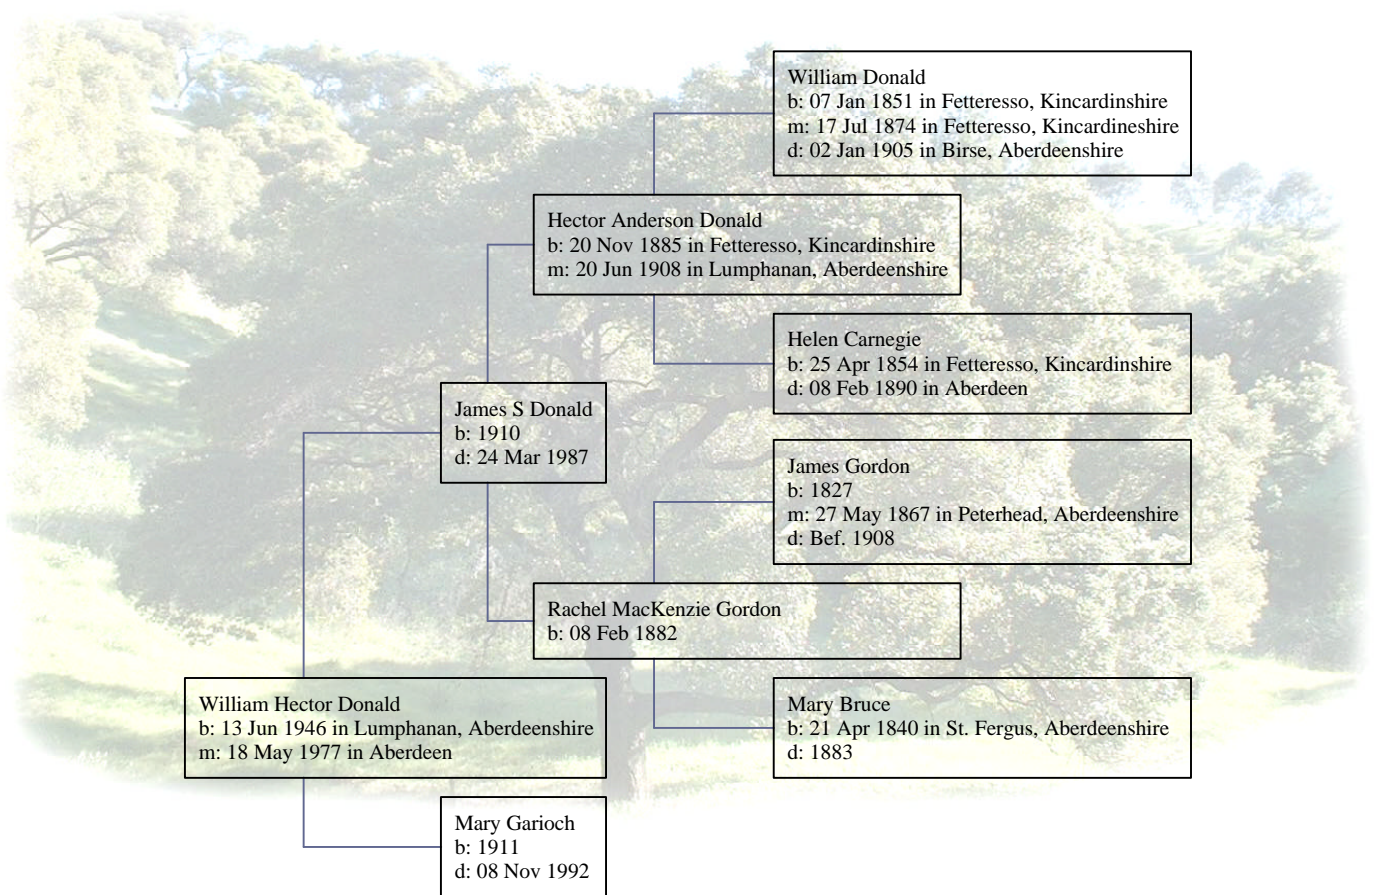 William Donald
b: 07 Jan 1851 in Fetteresso, Kincardinshire
m: 17 Jul 1874 in Fetteresso, Kincardineshire
d: 02 Jan 1905 in Birse, Aberdeenshire
Hector Anderson Donald
b: 20 Nov 1885 in Fetteresso, Kincardinshire
m: 20 Jun 1908 in Lumphanan, Aberdeenshire
Helen Carnegie
b: 25 Apr 1854 in Fetteresso, Kincardinshire
d: 08 Feb 1890 in Aberdeen
James S Donald
b: 1910
d: 24 Mar 1987
James Gordon
b: 1827
m: 27 May 1867 in Peterhead, Aberdeenshire
d: Bef. 1908
Rachel MacKenzie Gordon
b: 08 Feb 1882
William Hector Donald
b: 13 Jun 1946 in Lumphanan, Aberdeenshire
m: 18 May 1977 in Aberdeen
Mary Bruce
b: 21 Apr 1840 in St. Fergus, Aberdeenshire
d: 1883
Mary Garioch
b: 1911
d: 08 Nov 1992